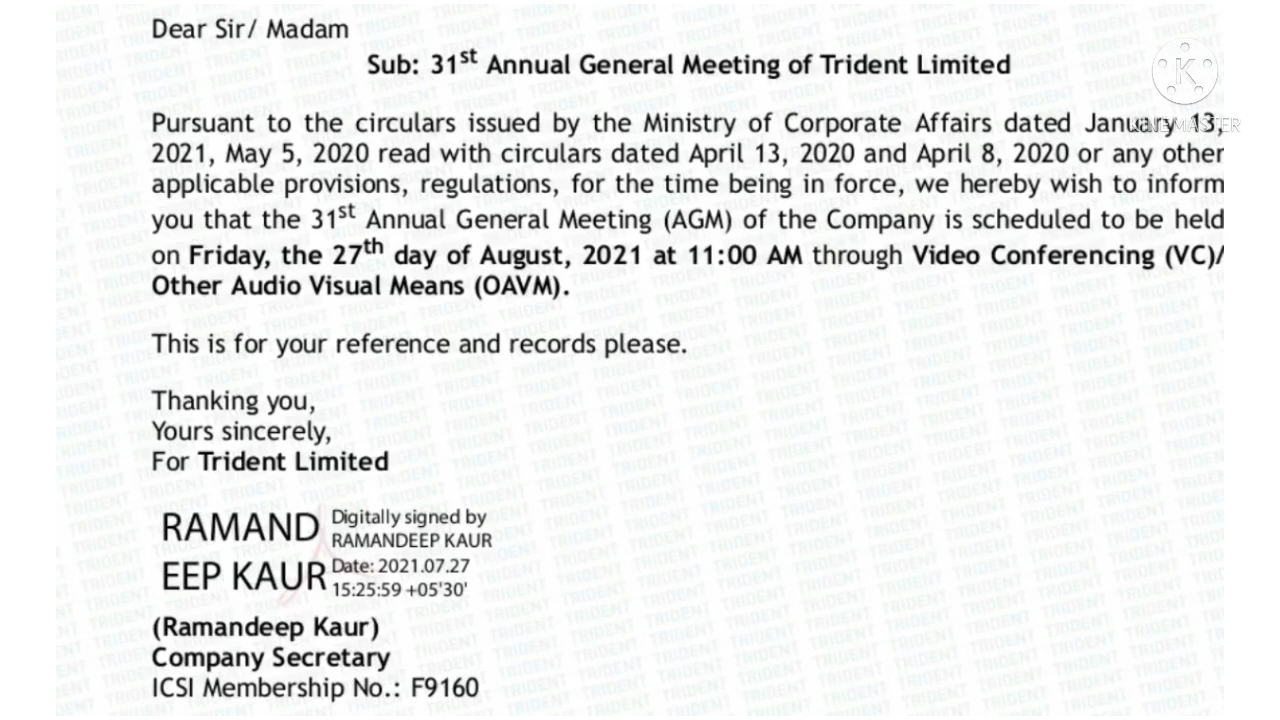 Dear Sir/ Madam
Sub: 31st Annual General Meeting of Trident Limited
Pursuant to the circulars issued by the Ministry of Corporate Affairs dated January 13,
2021, May 5, 2020 read with circulars dated April 13, 2020 and April 8, 2020 or any other
applicable provisions, regulations, for the time being in force, we hereby wish to inform
you that the 31st Annual General Meeting (AGM) of the Company is scheduled to be held
on Friday, the 27th day of August, 2021 at 11:00 AM through Video Conferencing (VC)/
Other Audio Visual Means (OAVM).
This is for your reference and records please.
Thanking you,
Yours sincerely,
For Trident Limited
RAMAND
EEP KAUR
Digitally signed by
RAMANDEEP KAUR
Date: 2021.07.27
15:25:59 +05'30'
(Ramandeep Kaur)
Company Secretary
ICSI Membership No.: F9160
K
KINEMASTER
TRIDENT